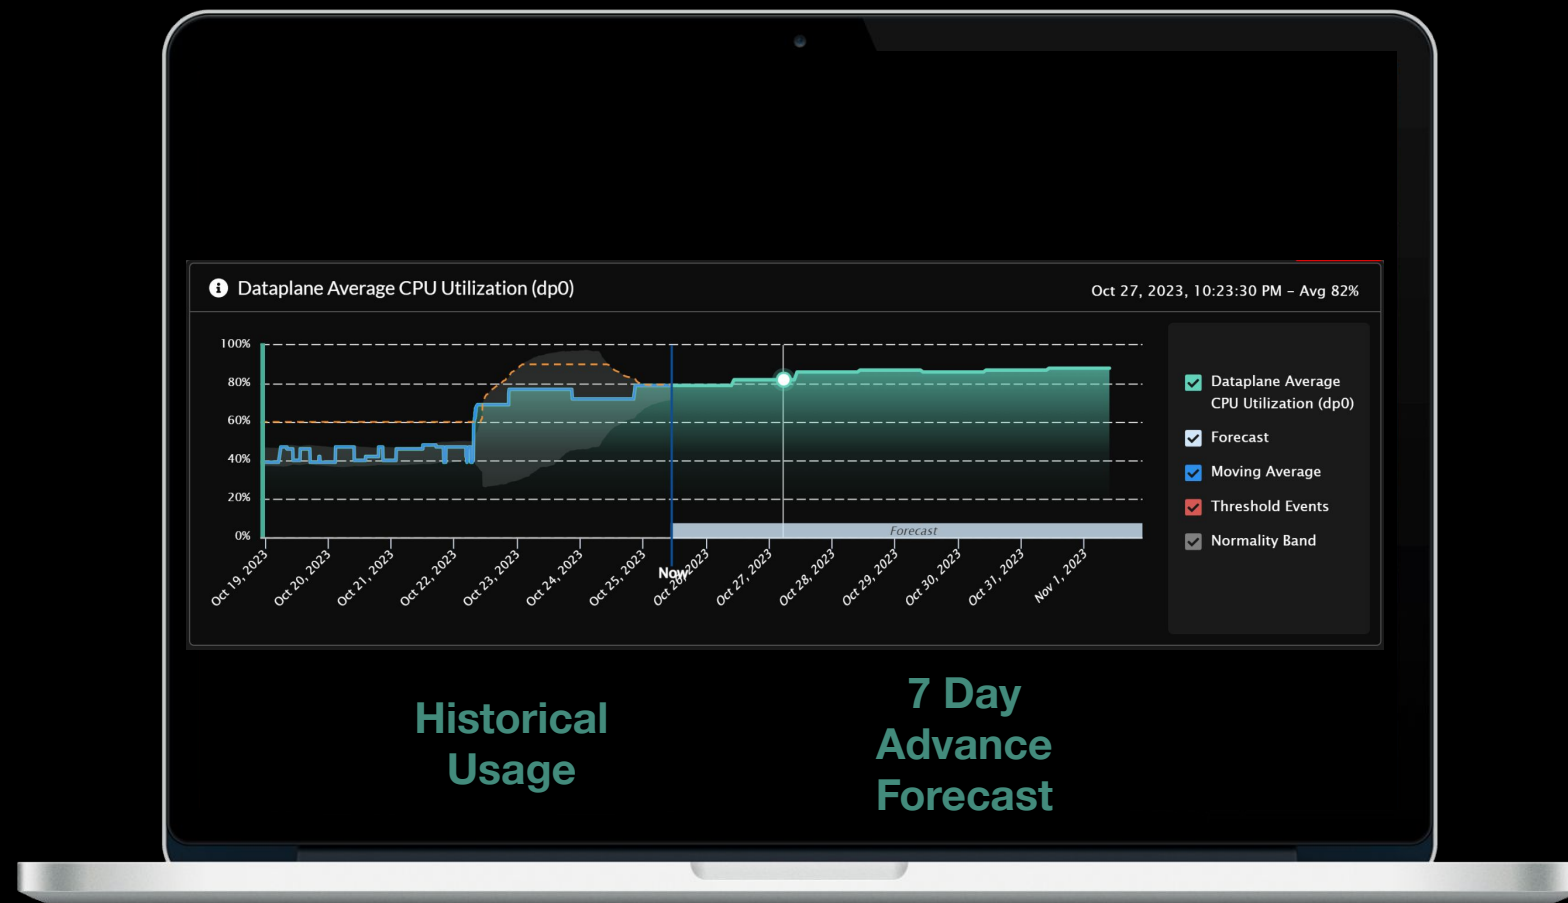 Dataplane Average CPU Utilization (dp0)
Oct 27, 2023, 10:23:30 PM – Avg 82%
100%
80%
60%
40%
20%
0%
Forecast
Now
Oct 19, 2023
Oct 20, 2023
Oct 21, 2023
Oct 22, 2023
Oct 23, 2023
Oct 24, 2023
Oct 25, 2023
Oct 26, 2023
Oct 27, 2023
Oct 28, 2023
Oct 29, 2023
Oct 30, 2023
Oct 31, 2023
Nov 1, 2023
Dataplane Average
CPU Utilization (dp0)
Forecast
Moving Average
Threshold Events
Normality Band
Historical
Usage
7 Day
Advance
Forecast